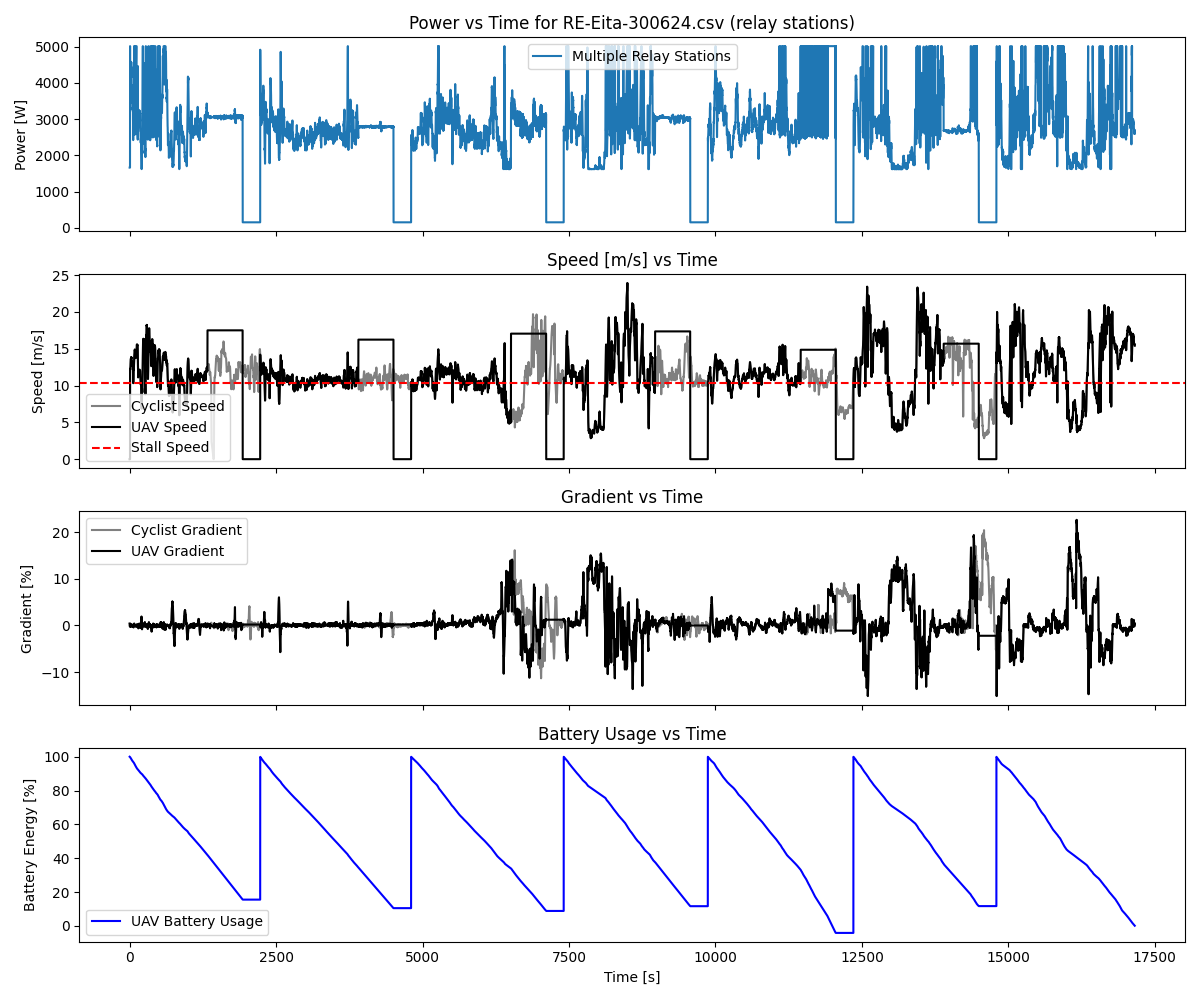 Power vs Time for RE-Eita-300624.csv (relay stations)
5000
4000
3000
2000
1000
0
Power [W]
Multiple Relay Stations
Speed [m/s] vs Time
25
20
15
10
5
0
Speed [m/s]
Cyclist Speed
UAV Speed
Stall Speed
Gradient vs Time
20
10
0
−10
Gradient [%]
Cyclist Gradient
UAV Gradient
Battery Usage vs Time
100
80
60
40
20
0
Battery Energy [%]
UAV Battery Usage
0 2500 5000 7500 10000 12500 15000 17500
Time [s]